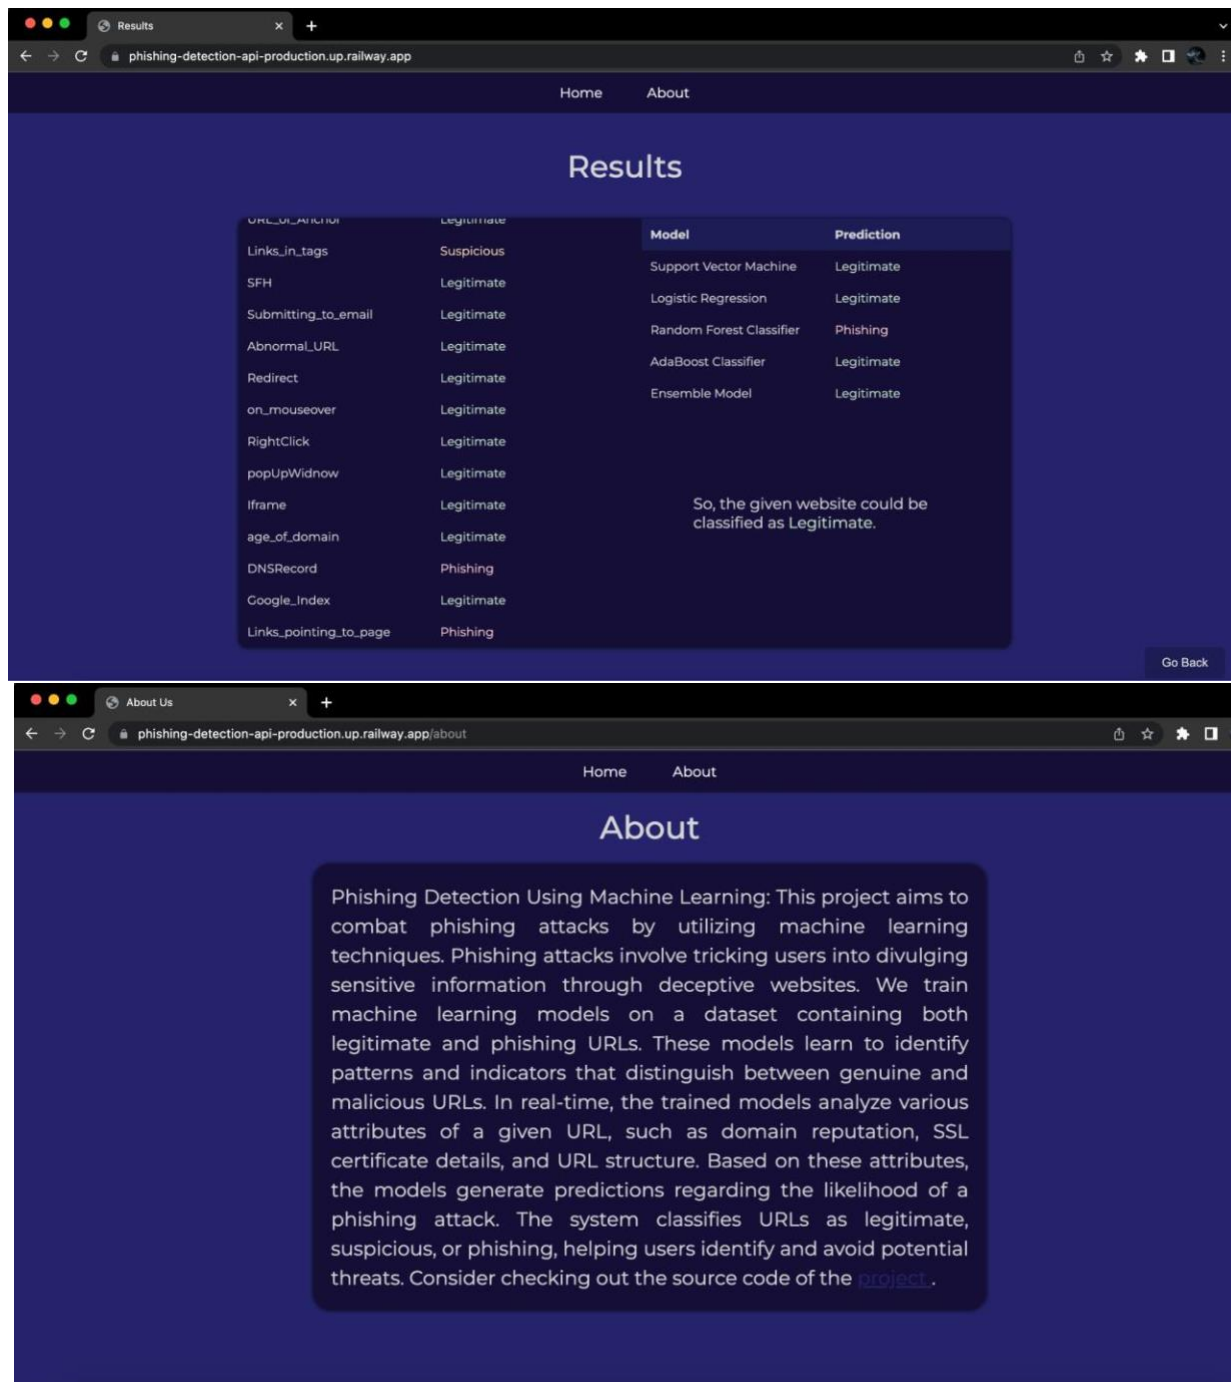 Results
phishing-detection-api-production.up.railway.app
Home About
Results
URL_of_Anchor Legitimate
Links_in_tags Suspicious
SFH Legitimate
Submitting_to_email Legitimate
Abnormal_URL Legitimate
Redirect Legitimate
on_mouseover Legitimate
RightClick Legitimate
popUpWidnow Legitimate
Iframe Legitimate
age_of_domain Legitimate
DNSRecord Phishing
Google_Index Legitimate
Links_pointing_to_page Phishing
Model Prediction
Support Vector Machine Legitimate
Logistic Regression Legitimate
Random Forest Classifier Phishing
AdaBoost Classifier Legitimate
Ensemble Model Legitimate
So, the given website could be
classified as Legitimate.
Go Back
About Us
phishing-detection-api-production.up.railway.app/about
Home About
About
Phishing Detection Using Machine Learning: This project aims to
combat phishing attacks by utilizing machine learning
techniques. Phishing attacks involve tricking users into divulging
sensitive information through deceptive websites. We train
machine learning models on a dataset containing both
legitimate and phishing URLs. These models learn to identify
patterns and indicators that distinguish between genuine and
malicious URLs. In real-time, the trained models analyze various
attributes of a given URL, such as domain reputation, SSL
certificate details, and URL structure. Based on these attributes,
the models generate predictions regarding the likelihood of a
phishing attack. The system classifies URLs as legitimate,
suspicious, or phishing, helping users identify and avoid potential
threats. Consider checking out the source code of the project .